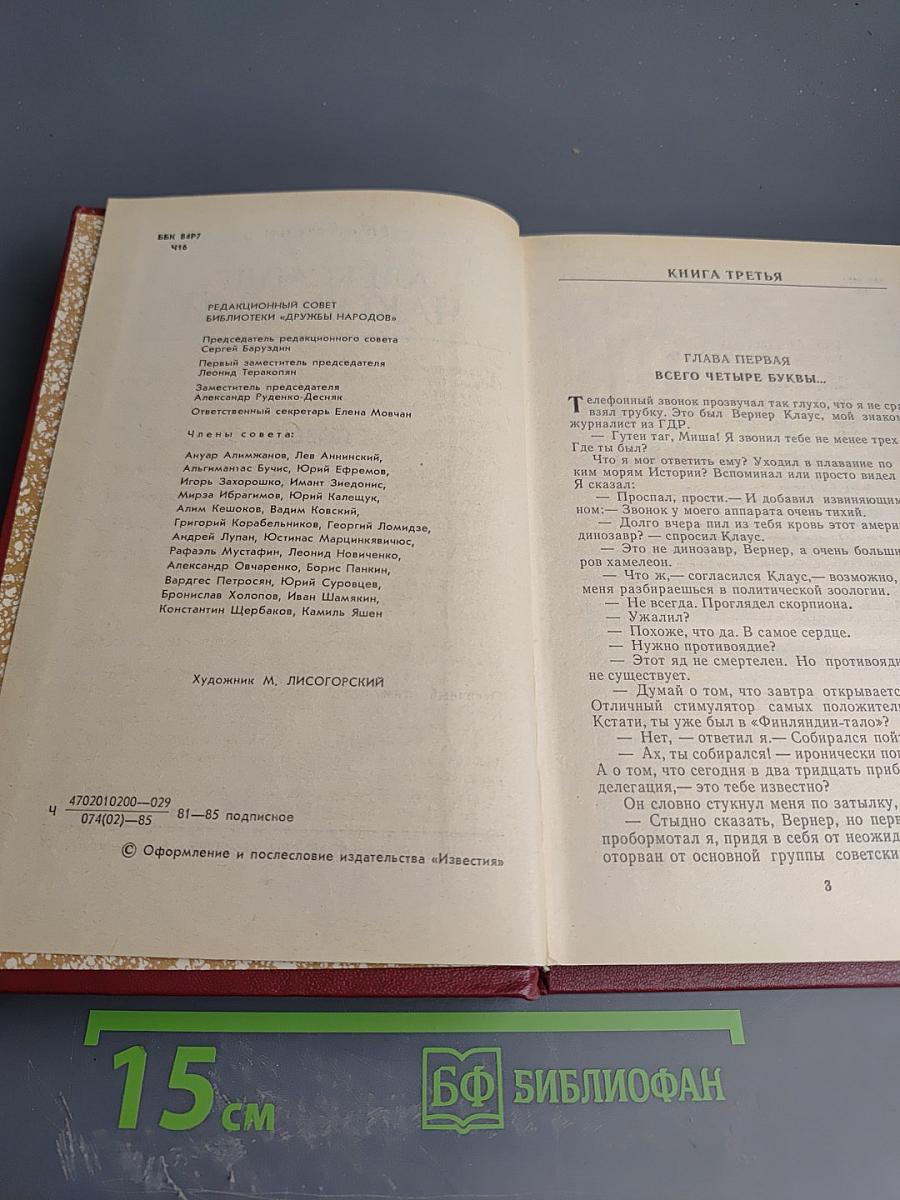 ББК 84Р7
Ч16
РЕДАКЦИОННЫЙ СОВЕТ
БИБЛИОТЕКИ «ДРУЖБЫ НАРОДОВ»
Председатель редакционного совета
Сергей Баруздин
Первый заместитель председателя
Леонид Теракопян
Заместитель председателя
Александр Руденко-Десняк
Ответственный секретарь Елена Мовчан
Члены совета:
Ануар Алимжанов, Лев Аннинский,
Альгимантас Бучис, Юрий Ефремов,
Игорь Захорошко, Имант Зиедонис,
Мирза Ибрагимов, Юрий Калещук,
Алим Кешоков, Вадим Ковский,
Григорий Корабельников, Георгий Ломидзе,
Андрей Лупан, Юстинас Марцинкявичюс,
Рафаэль Мустафин, Леонид Новиченко,
Александр Овчаренко, Борис Панкин,
Вардгес Петросян, Юрий Суровцев,
Бронислав Холопов, Иван Шамякин,
Константин Щербаков, Камиль Яшен
Художник М. ЛИСОГОРСКИЙ
Ч 4702010200—029
074(02)—85 81—85 подписное
© Оформление и послесловие издательства «Известия»
КНИГА ТРЕТЬЯ
ГЛАВА ПЕРВАЯ
ВСЕГО ЧЕТЫРЕ БУКВЫ...
Телефонный звонок прозвучал так глухо, что я не сра
взял трубку. Это был Вернер Клаус, мой знаком
журналист из ГДР.
— Гутен таг, Миша! Я звонил тебе не менее трех
Где ты был?
Что я мог ответить ему? Уходил в плавание по
ким морям Истории? Вспоминал или просто видел
Я сказал:
— Проспал, прости.— И добавил извиняющим
ном:— Звонок у моего аппарата очень тихий.
— Долго вчера пил из тебя кровь этот амери
динозавр? — спросил Клаус.
— Это не динозавр, Вернер, а очень больши
ров хамелеон.
— Что ж,— согласился Клаус,— возможно,
меня разбираешься в политической зоологии.
— Не всегда. Проглядел скорпиона.
— Ужалил?
— Похоже, что да. В самое сердце.
— Нужно противоядие?
— Этот яд не смертелен. Но противояди
не существует.
— Думай о том, что завтра открывается
Отличный стимулятор самых положител
Кстати, ты уже был в «Финляндии-тало»?
— Нет, — ответил я.— Собирался пойт
— Ах, ты собирался! — иронически пов
А о том, что сегодня в два тридцать приб
делегация,— это тебе известно?
Он словно стукнул меня по затылку,
— Стыдно сказать, Вернер, но перв
пробормотал я, придя в себя от неожид
оторван от основной группы советски
3
15 см
БФ БИБЛИОФАН